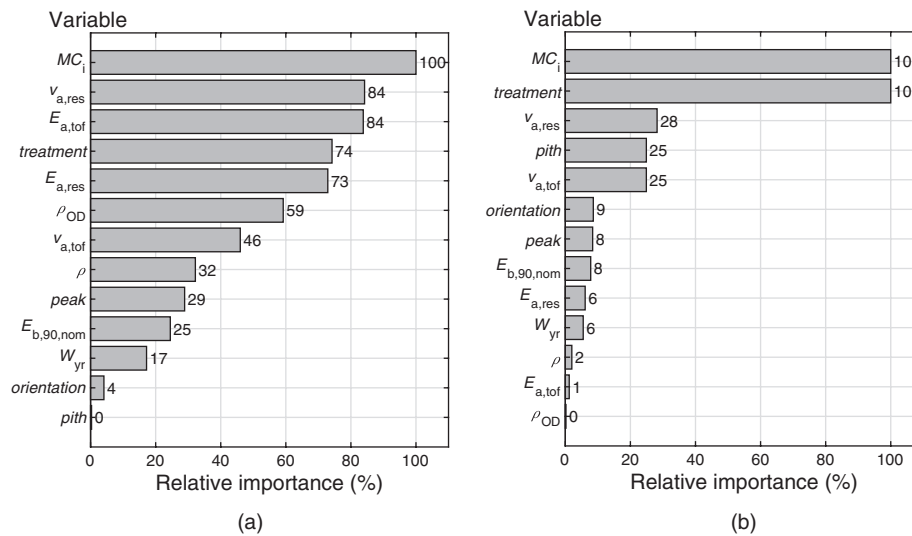 Variable
MCi 100
va,res 84
Ea,tof 84
treatment 74
Ea,res 73
ρOD 59
va,tof 46
ρ 32
peak 29
Eb,90,nom 25
Wyr 17
orientation 4
pith 0
0 20 40 60 80 100
Relative importance (%)
(a)
Variable
MCi 10
treatment 10
va,res 28
pith 25
va,tof 25
orientation 9
peak 8
Eb,90,nom 8
Ea,res 6
Wyr 6
ρ 2
Ea,tof 1
ρOD 0
0 20 40 60 80 100
Relative importance (%)
(b)